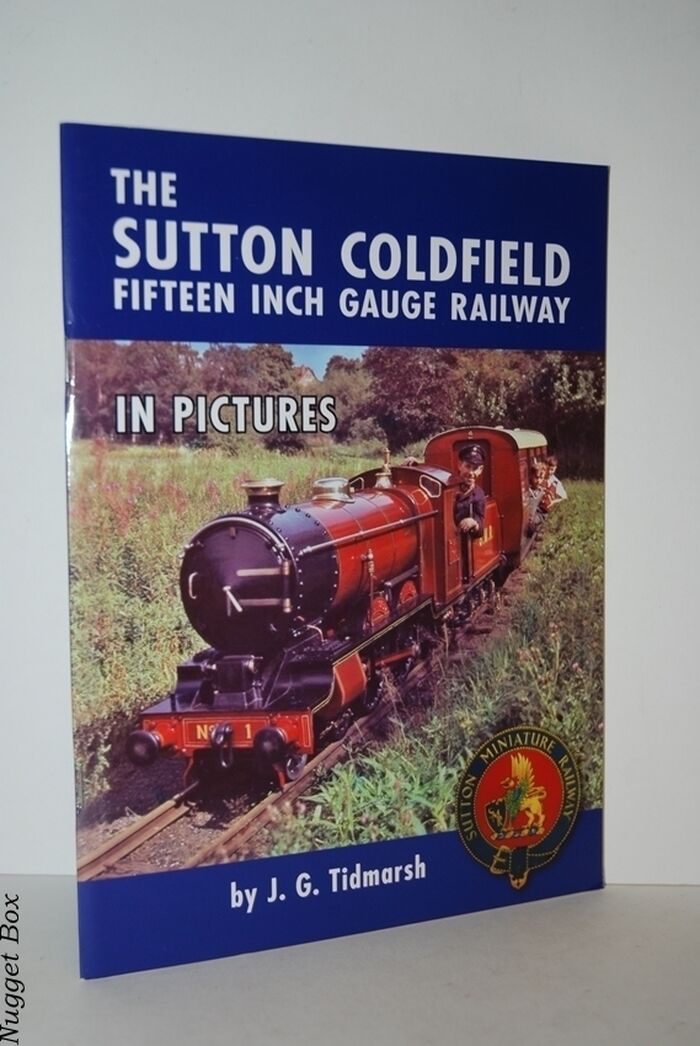 THE
SUTTON COLDFIELD
FIFTEEN INCH GAUGE RAILWAY
IN PICTURES
No 1
SUTTON MINIATURE RAILWAY
by J. G. Tidmarsh
Nugget Box